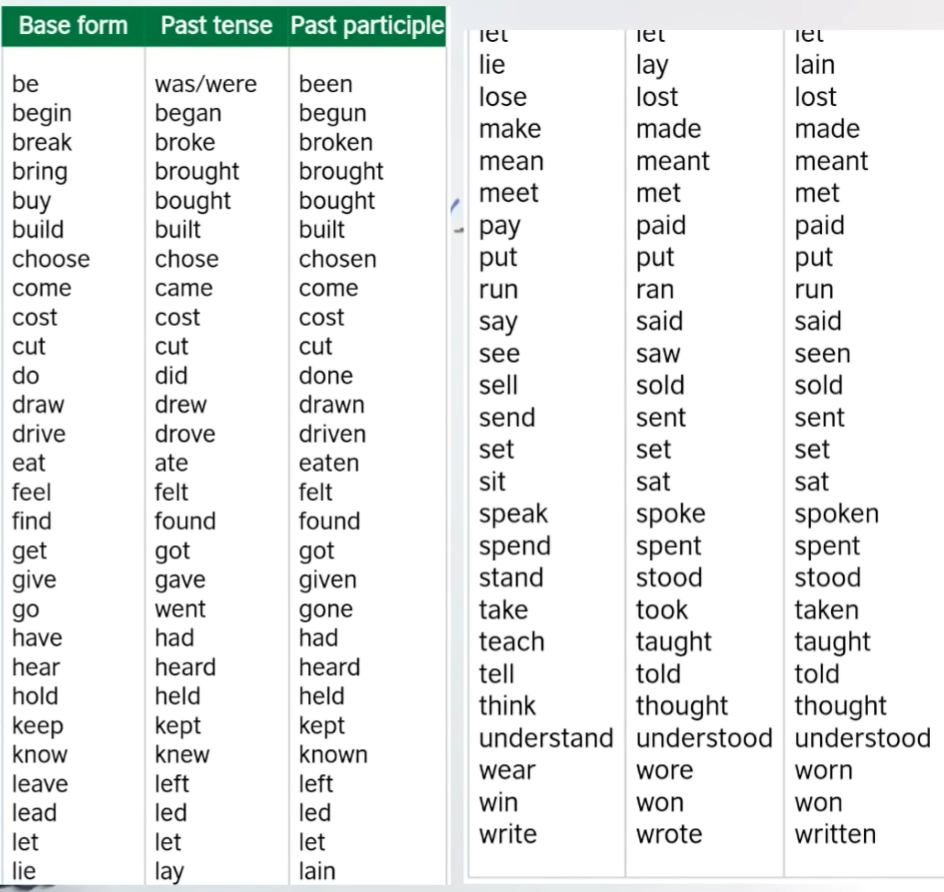 Base form Past tense Past participle
be was/were been
begin began begun
break broke broken
bring brought brought
buy bought bought
build built built
choose chose chosen
come came come
cost cost cost
cut cut cut
do did done
draw drew drawn
drive drove driven
eat ate eaten
feel felt felt
find found found
get got got
give gave given
go went gone
have had had
hear heard heard
hold held held
keep kept kept
know knew known
leave left left
lead led led
let let let
lie lay lain
let let let
lie lay lain
lose lost lost
make made made
mean meant meant
meet met met
pay paid paid
put put put
run ran run
say said said
see saw seen
sell sold sold
send sent sent
set set set
sit sat sat
speak spoke spoken
spend spent spent
stand stood stood
take took taken
teach taught taught
tell told told
think thought thought
understand understood understood
wear wore worn
win won won
write wrote written